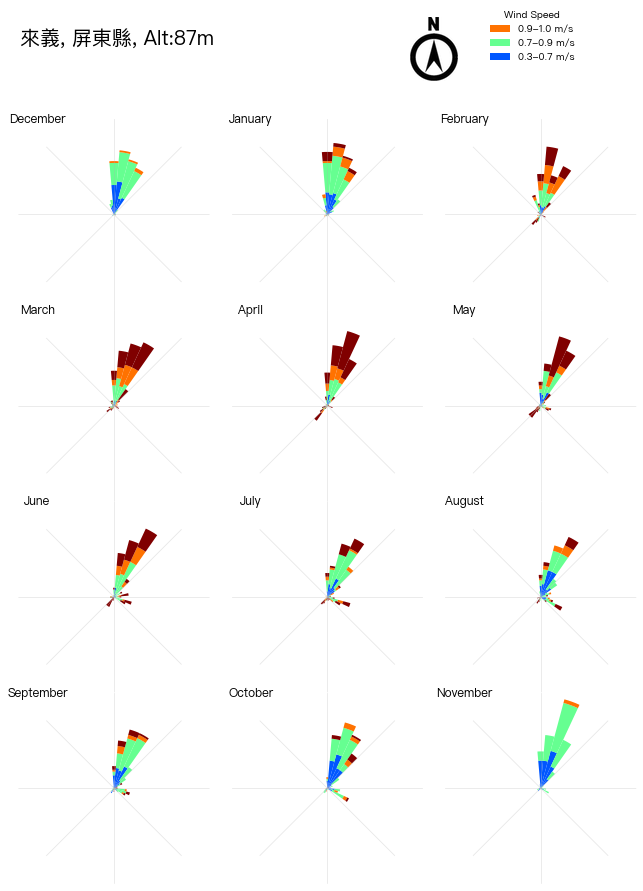 來義, 屏東縣, Alt:87m
N
Wind Speed
0.9–1.0 m/s
0.7–0.9 m/s
0.3–0.7 m/s
December
January
February
March
April
May
June
July
August
September
October
November